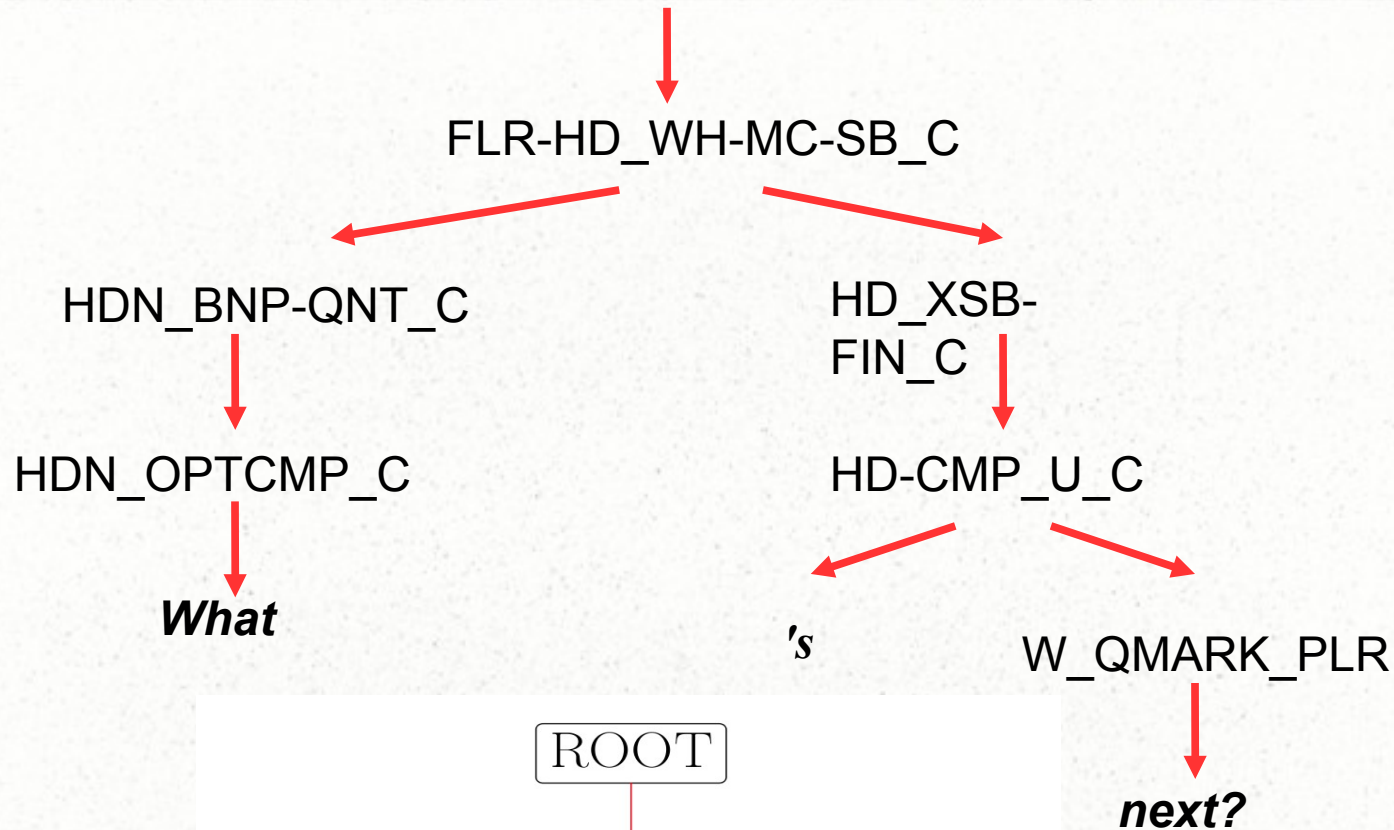 FLR-HD_WH-MC-SB_C
HDN_BNP-QNT_C
HD_XSB-
FIN_C
HDN_OPTCMP_C
HD-CMP_U_C
What
's
W_QMARK_PLR
ROOT
next?